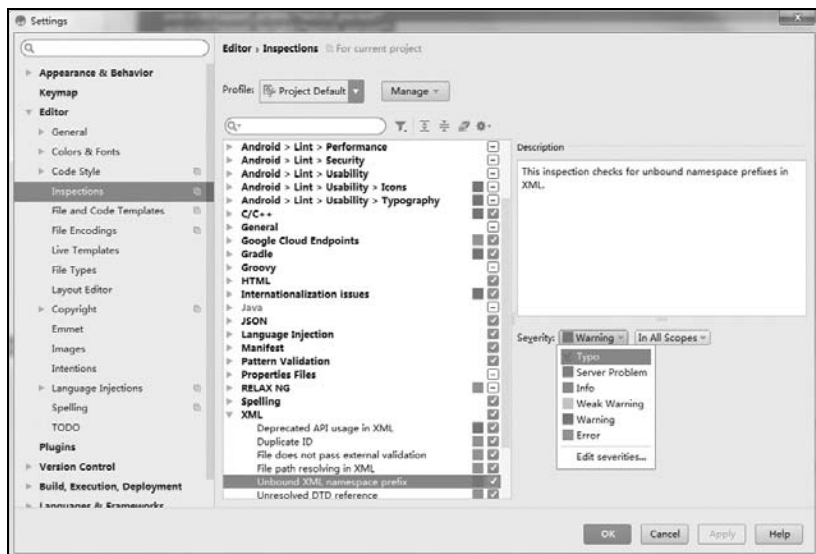 Settings
Editor › Inspections For current project
Appearance & Behavior
Keymap
Editor
General
Colors & Fonts
Code Style
Inspections
File and Code Templates
File Encodings
Live Templates
File Types
Layout Editor
Copyright
Emmet
Images
Intentions
Language Injections
Spelling
TODO
Plugins
Version Control
Build, Execution, Deployment
Languages & Frameworks
Profile: Project Default
Manage
Android > Lint > Performance
Android > Lint > Security
Android > Lint > Usability
Android > Lint > Usability > Icons
Android > Lint > Usability > Typography
C/C++
General
Google Cloud Endpoints
Gradle
Groovy
HTML
Internationalization issues
Java
JSON
Language Injection
Manifest
Pattern Validation
Properties Files
RELAX NG
Spelling
XML
Deprecated API usage in XML
Duplicate ID
File does not pass external validation
File path resolving in XML
Unbound XML namespace prefix
Unresolved DTD reference
Description
This inspection checks for unbound namespace prefixes in
XML.
Severity: Warning In All Scopes
Typo
Server Problem
Info
Weak Warning
Warning
Error
Edit severities...
OK
Cancel
Apply
Help